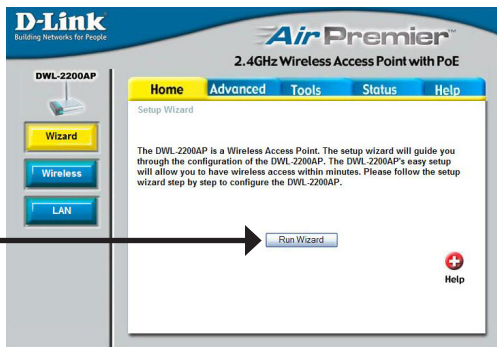 D-Link
Building Networks for People
AirPremier™
2.4GHz Wireless Access Point with PoE
DWL-2200AP
Home Advanced Tools Status Help
Wizard
Wireless
LAN
Setup Wizard
The DWL-2200AP is a Wireless Access Point. The setup wizard will guide you
through the configuration of the DWL-2200AP. The DWL-2200AP's easy setup
will allow you to have wireless access within minutes. Please follow the setup
wizard step by step to configure the DWL-2200AP.
Run Wizard
Help